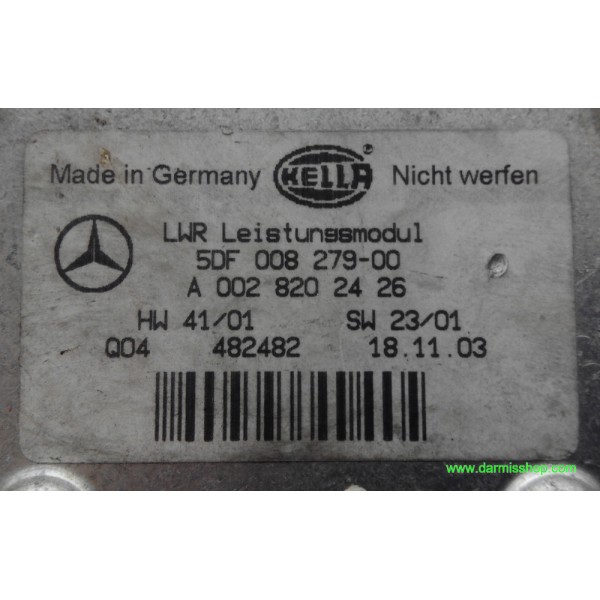 Made in Germany HELLA ® Nicht werfen
LWR Leistungsmodul
5DF 008 279-00
A 002 820 24 26
HW 41/01 SW 23/01
Q04 482482 18.11.03
www.darmisshop.com